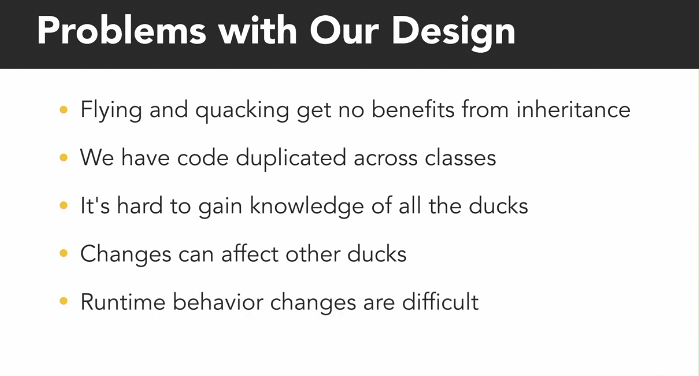 Problems with Our Design
Flying and quacking get no benefits from inheritance
We have code duplicated across classes
It's hard to gain knowledge of all the ducks
Changes can affect other ducks
Runtime behavior changes are difficult